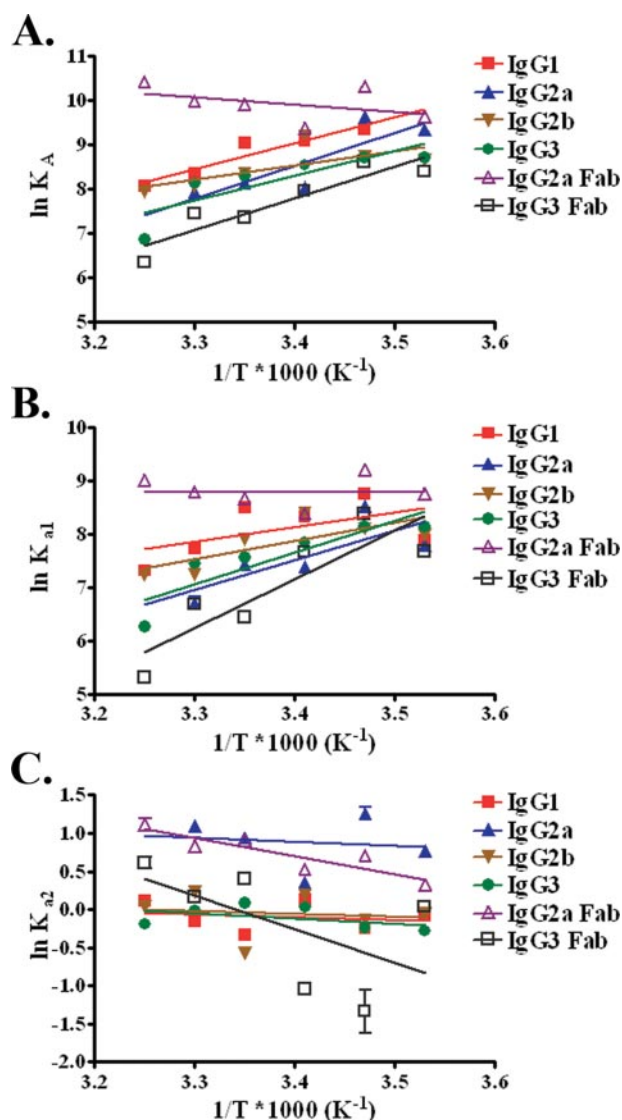 A.
11
10
9
8
7
6
5
ln K_A
3.2 3.3 3.4 3.5 3.6
1/T *1000 (K⁻¹)
IgG1
IgG2a
IgG2b
IgG3
IgG2a Fab
IgG3 Fab
B.
10
9
8
7
6
5
ln K_a1
3.2 3.3 3.4 3.5 3.6
1/T *1000 (K⁻¹)
IgG1
IgG2a
IgG2b
IgG3
IgG2a Fab
IgG3 Fab
C.
1.5
1.0
0.5
0.0
-0.5
-1.0
-1.5
-2.0
ln K_a2
3.2 3.3 3.4 3.5 3.6
1/T *1000 (K⁻¹)
IgG1
IgG2a
IgG2b
IgG3
IgG2a Fab
IgG3 Fab